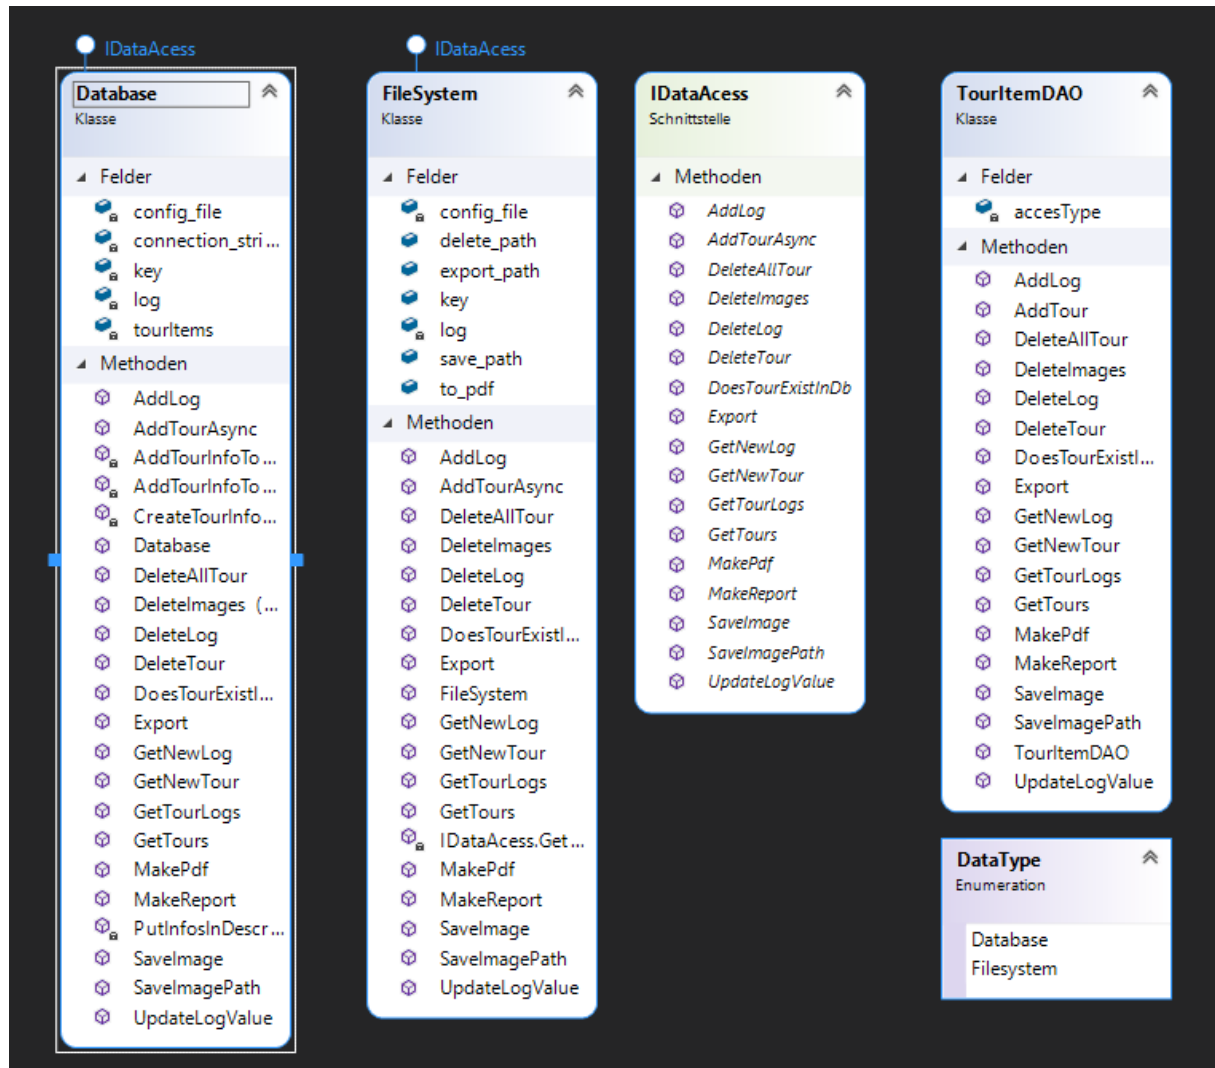 IDataAcess
Database
Klasse
Felder
config_file
connection_stri...
key
log
tourItems
Methoden
AddLog
AddTourAsync
AddTourInfoTo...
AddTourInfoTo...
CreateTourInfo...
Database
DeleteAllTour
DeleteImages (...
DeleteLog
DeleteTour
DoesTourExistI...
Export
GetNewLog
GetNewTour
GetTourLogs
GetTours
MakePdf
MakeReport
PutInfosInDescr...
SaveImage
SaveImagePath
UpdateLogValue
IDataAcess
FileSystem
Klasse
Felder
config_file
delete_path
export_path
key
log
save_path
to_pdf
Methoden
AddLog
AddTourAsync
DeleteAllTour
DeleteImages
DeleteLog
DeleteTour
DoesTourExistI...
Export
FileSystem
GetNewLog
GetNewTour
GetTourLogs
GetTours
IDataAcess.Get...
MakePdf
MakeReport
SaveImage
SaveImagePath
UpdateLogValue
IDataAcess
Schnittstelle
Methoden
AddLog
AddTourAsync
DeleteAllTour
DeleteImages
DeleteLog
DeleteTour
DoesTourExistInDb
Export
GetNewLog
GetNewTour
GetTourLogs
GetTours
MakePdf
MakeReport
SaveImage
SaveImagePath
UpdateLogValue
TourItemDAO
Klasse
Felder
accesType
Methoden
AddLog
AddTour
DeleteAllTour
DeleteImages
DeleteLog
DeleteTour
DoesTourExistI...
Export
GetNewLog
GetNewTour
GetTourLogs
GetTours
MakePdf
MakeReport
SaveImage
SaveImagePath
TourItemDAO
UpdateLogValue
DataType
Enumeration
Database
Filesystem